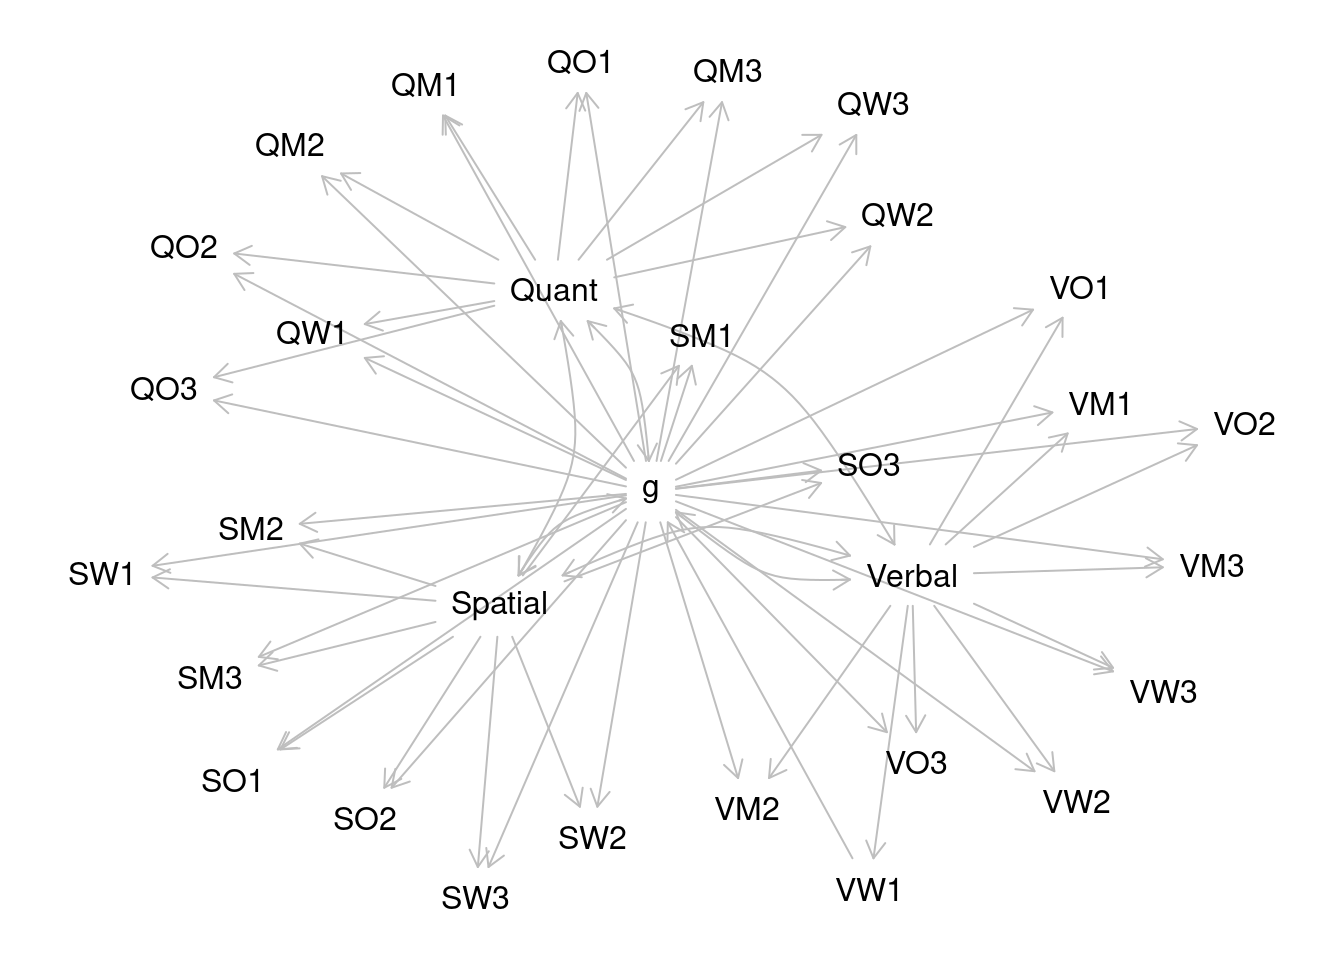 QO1
QM3
QM1
QW3
QM2
QW2
QO2
Quant
VO1
QW1
SM1
QO3
VM1
VO2
SO3
g
SM2
SW1
Verbal
VM3
Spatial
SM3
VW3
SO1
VO3
SO2
VM2
VW2
SW2
SW3
VW1